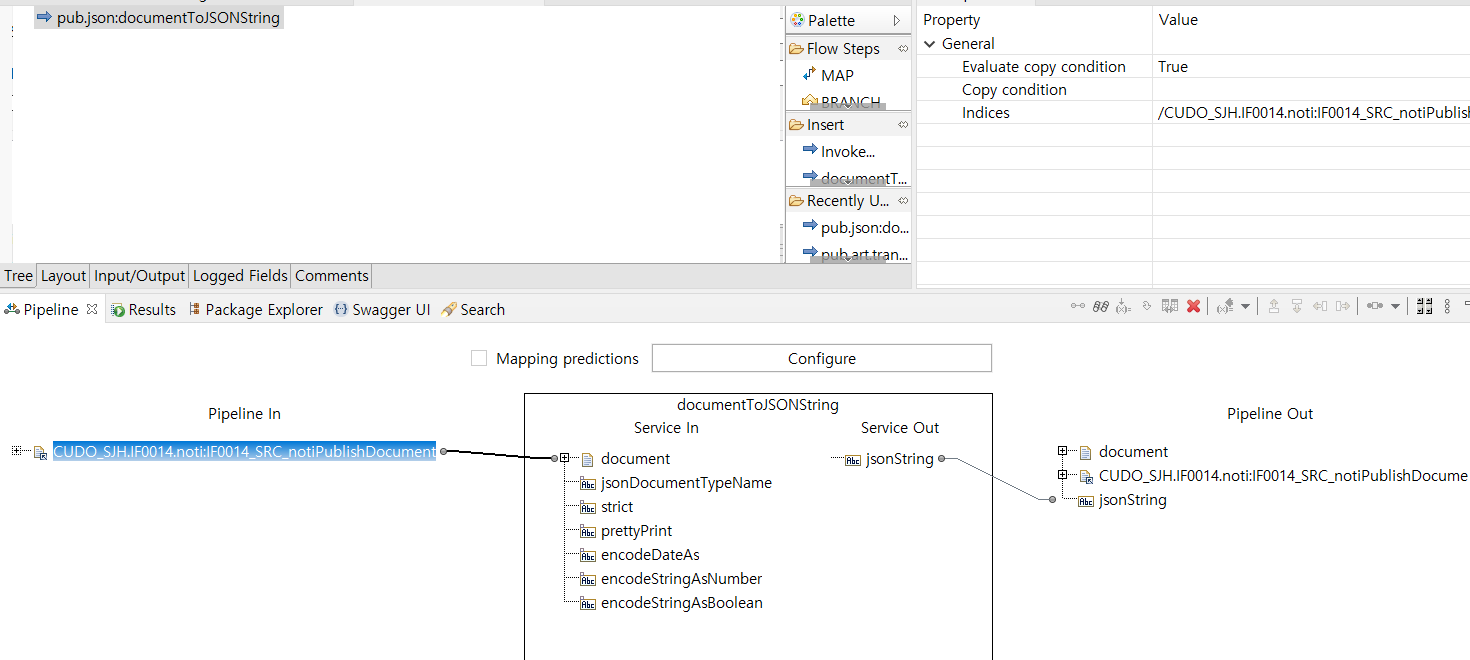 pub.json:documentToJSONString
Palette
Flow Steps
MAP
BRANCH
Insert
Invoke...
documentT...
Recently U...
pub.json:do...
pub.art.tran...
Property Value
General
Evaluate copy condition True
Copy condition
Indices /CUDO_SJH.IF0014.noti:IF0014_SRC_notiPublis
Tree Layout Input/Output Logged Fields Comments
Pipeline Results Package Explorer Swagger UI Search
Mapping predictions Configure
documentToJSONString
Pipeline In
Service In
Service Out
Pipeline Out
CUDO_SJH.IF0014.noti:IF0014_SRC_notiPublishDocument
document
jsonDocumentTypeName
strict
prettyPrint
encodeDateAs
encodeStringAsNumber
encodeStringAsBoolean
jsonString
document
CUDO_SJH.IF0014.noti:IF0014_SRC_notiPublishDocume
jsonString